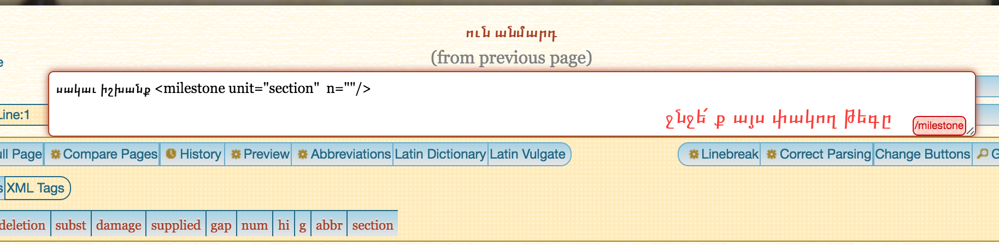 ուն անմարդ
(from previous page)
սակաւ իշխանք <milestone unit="section"  n=""/>
ջնջե՛ ք այս փակող թեգը
/milestone
Line:1
Compare Pages History Preview Abbreviations Latin Dictionary Latin Vulgate Linebreak Correct Parsing Change Buttons
XML Tags
deletion subst damage supplied gap num hi g abbr section